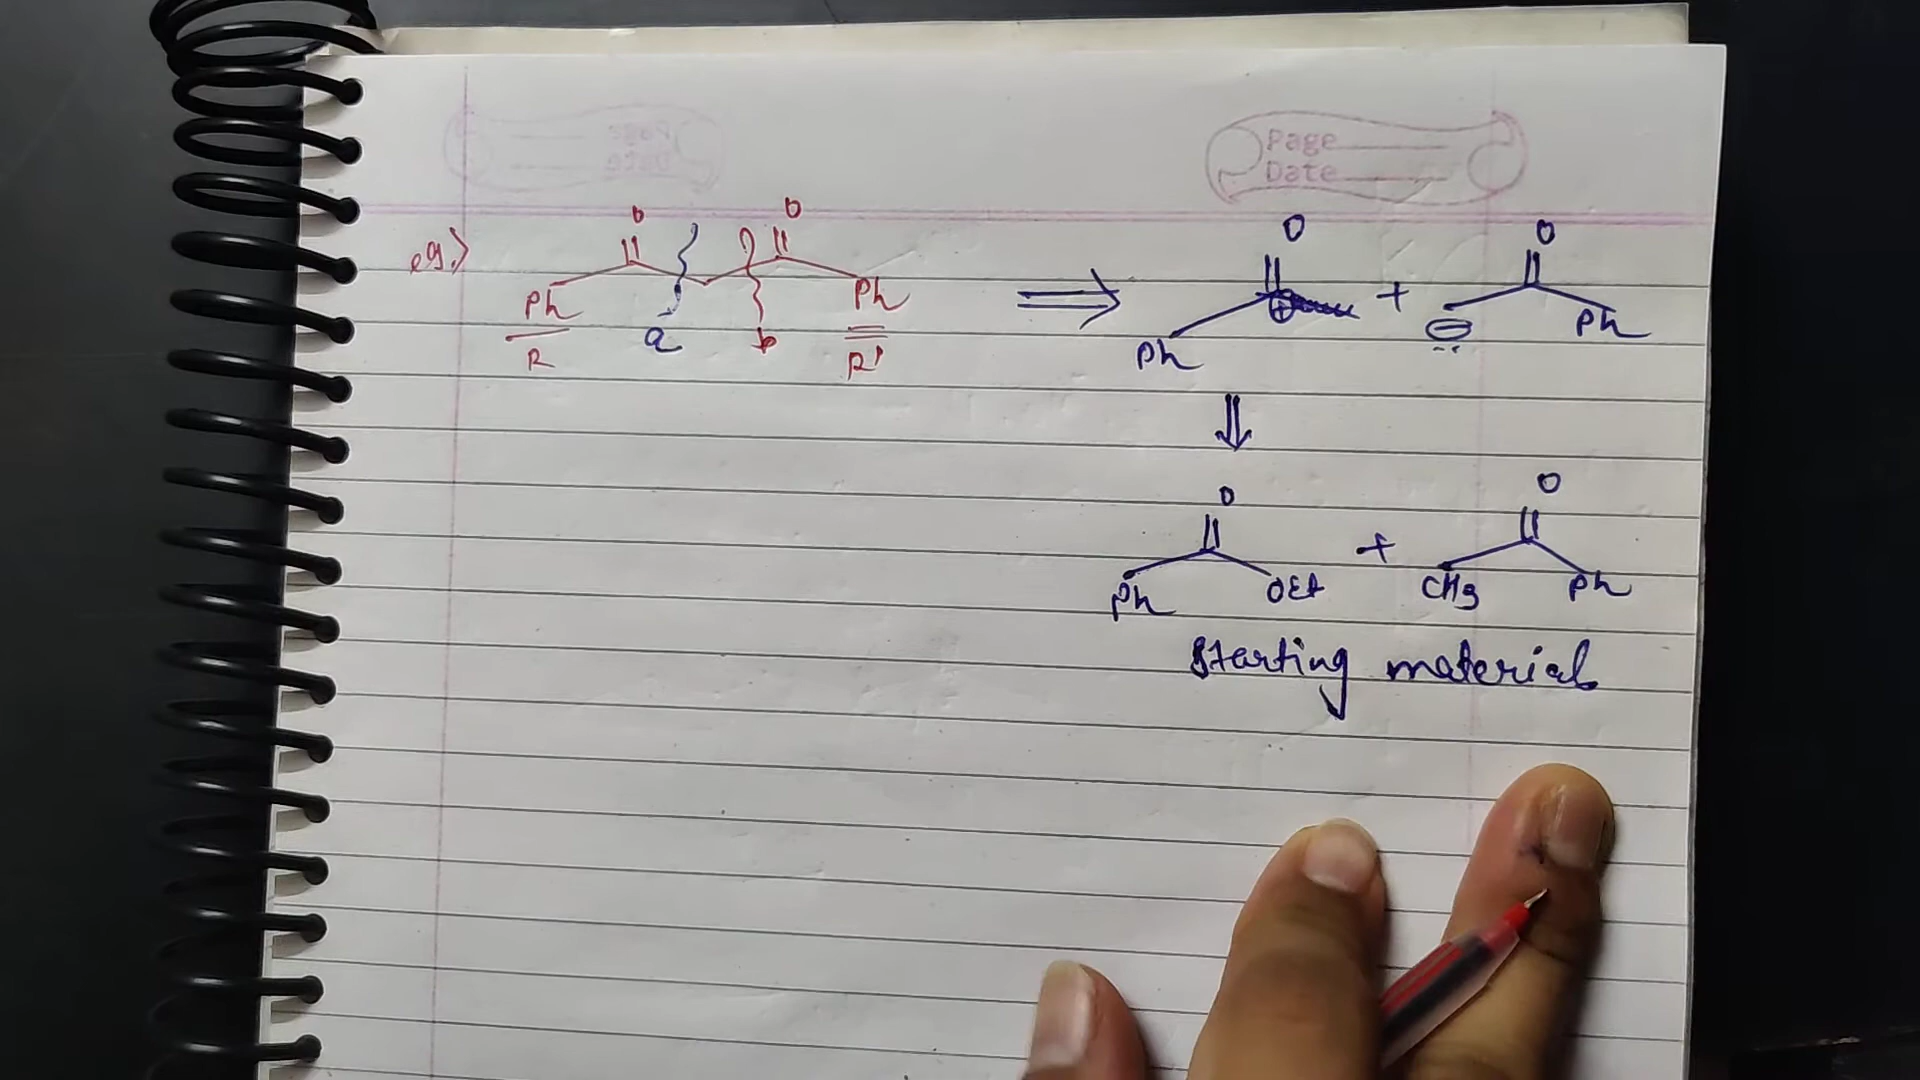 Page
Date
O O O O
eg.) Ph Ph ⟹ Ph ⊕ + ⊖ Ph
R a b R'
⇓
O O
Ph OEt + CH3 Ph
Starting material